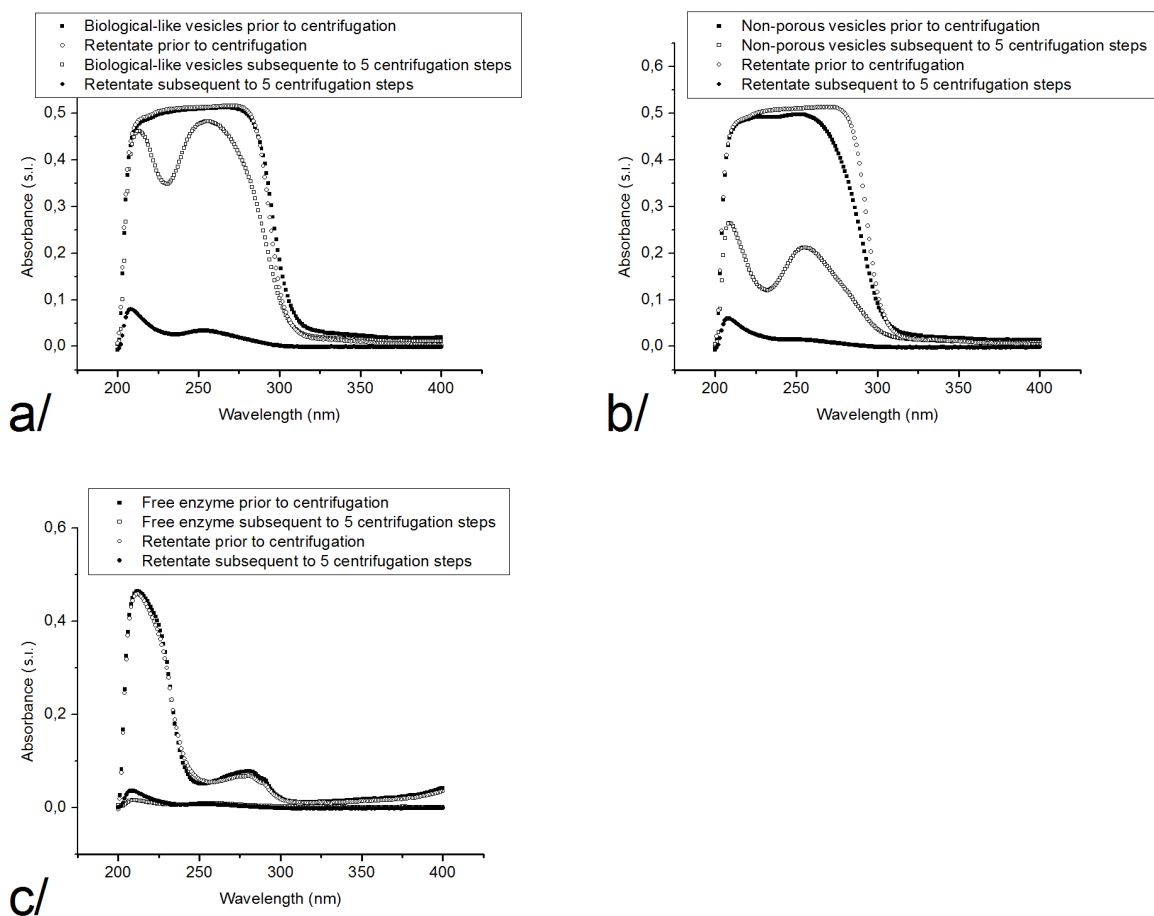 Biological-like vesicles prior to centrifugation
Retentate prior to centrifugation
Biological-like vesicles subsequente to 5 centrifugation steps
Retentate subsequent to 5 centrifugation steps
0,5
0,4
0,3
0,2
0,1
0,0
Absorbance (s.i.)
200 250 300 350 400
Wavelength (nm)
a/
Non-porous vesicles prior to centrifugation
Non-porous vesicles subsequent to 5 centrifugation steps
Retentate prior to centrifugation
Retentate subsequent to 5 centrifugation steps
0,6
0,5
0,4
0,3
0,2
0,1
0,0
Absorbance (s.i.)
200 250 300 350 400
Wavelength (nm)
b/
Free enzyme prior to centrifugation
Free enzyme subsequent to 5 centrifugation steps
Retentate prior to centrifugation
Retentate subsequent to 5 centrifugation steps
0,6
0,4
0,2
0,0
Absorbance (s.i.)
200 250 300 350 400
Wavelength (nm)
c/